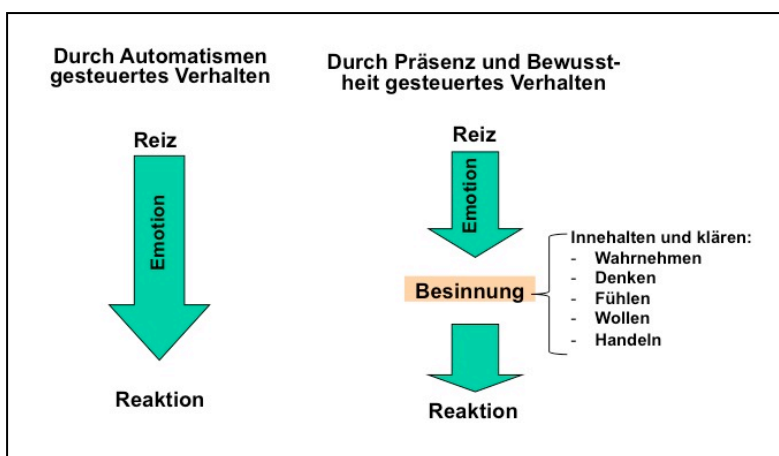 Durch Automatismen
gesteuertes Verhalten
Reiz
Emotion
Reaktion
Durch Präsenz und Bewusst-
heit gesteuertes Verhalten
Reiz
Emotion
Besinnung
Innehalten und klären:
- Wahrnehmen
- Denken
- Fühlen
- Wollen
- Handeln
Reaktion